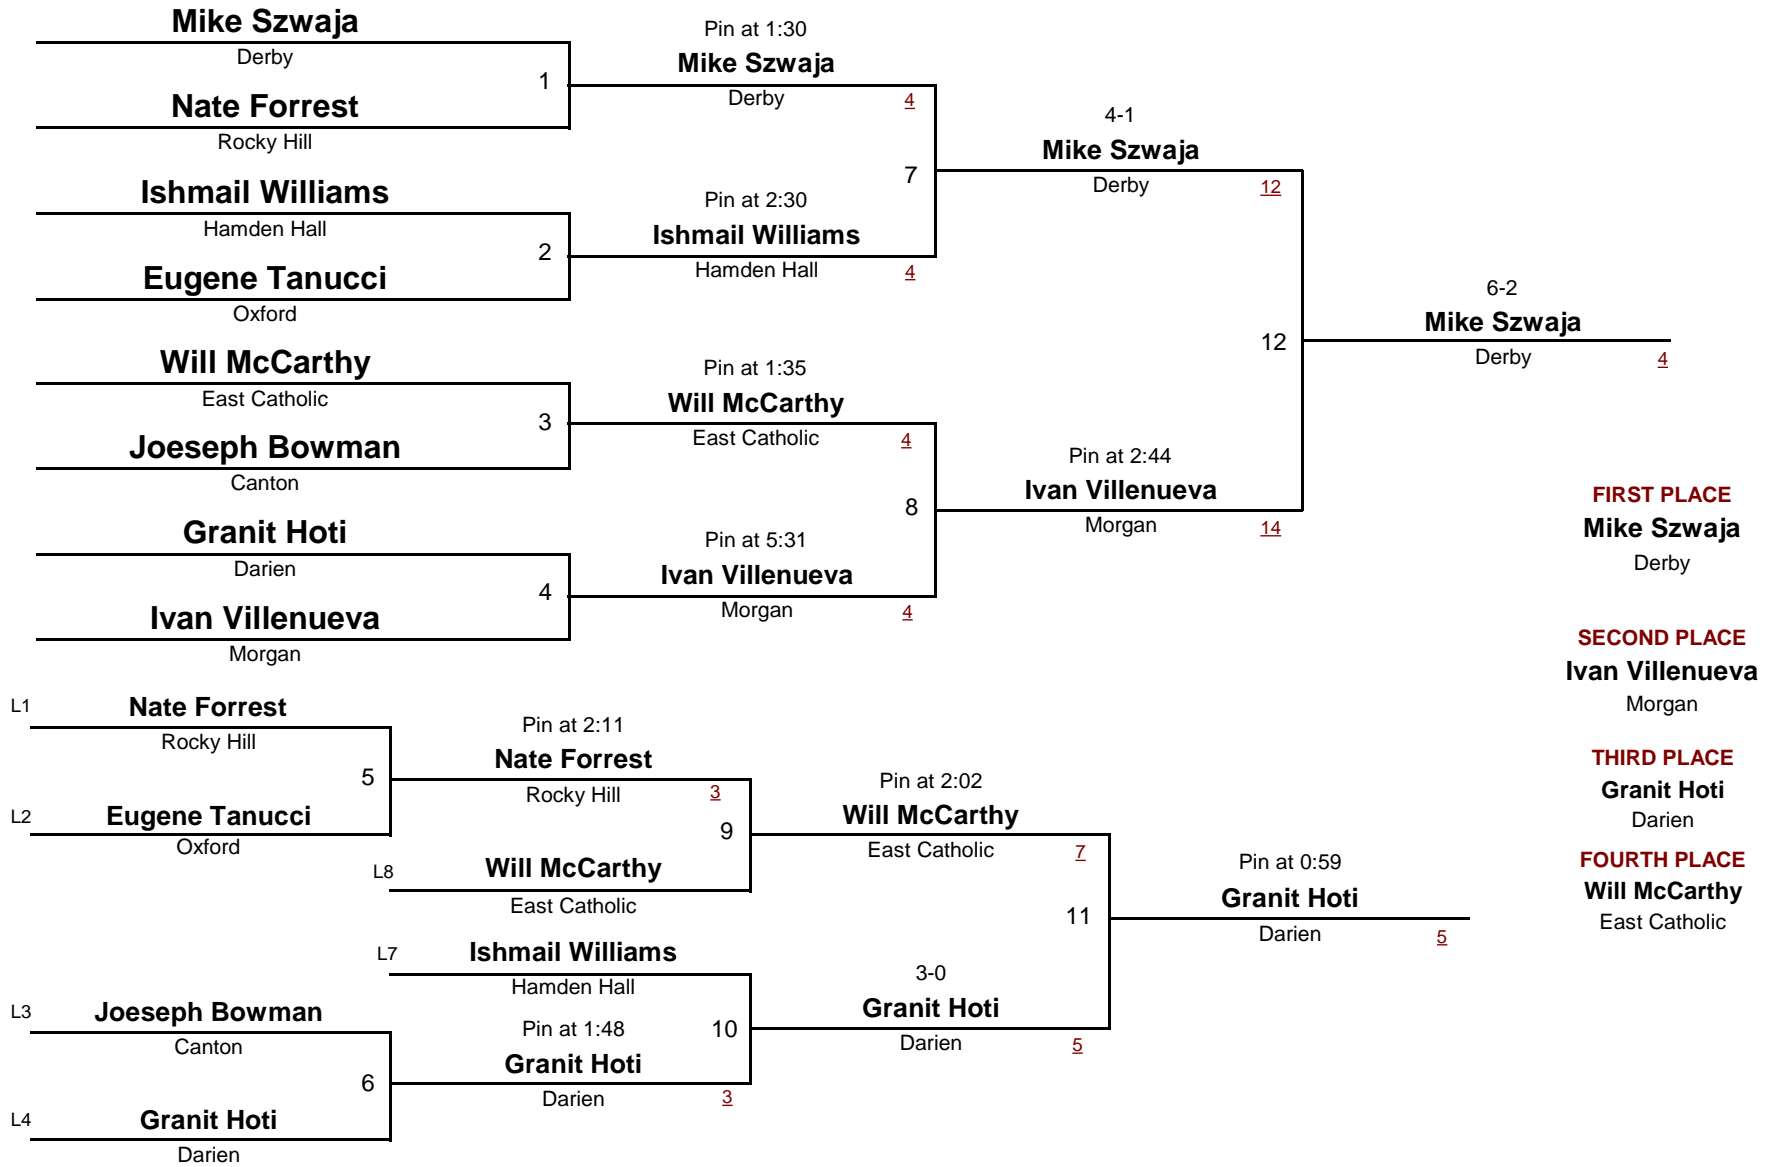 Mike Szwaja
Derby
1
Nate Forrest
Rocky Hill
Ishmail Williams
Hamden Hall
2
Eugene Tanucci
Oxford
Will McCarthy
East Catholic
3
Joeseph Bowman
Canton
Granit Hoti
Darien
4
Ivan Villenueva
Morgan
Pin at 1:30
Mike Szwaja
Derby 4
7
Pin at 2:30
Ishmail Williams
Hamden Hall 4
Pin at 1:35
Will McCarthy
East Catholic 4
8
Pin at 5:31
Ivan Villenueva
Morgan 4
4-1
Mike Szwaja
Derby 12
12
Pin at 2:44
Ivan Villenueva
Morgan 14
6-2
Mike Szwaja
Derby 4
FIRST PLACE
Mike Szwaja
Derby
SECOND PLACE
Ivan Villenueva
Morgan
THIRD PLACE
Granit Hoti
Darien
FOURTH PLACE
Will McCarthy
East Catholic
L1 Nate Forrest
Rocky Hill
5
L2 Eugene Tanucci
Oxford
L3 Joeseph Bowman
Canton
6
L4 Granit Hoti
Darien
Pin at 2:11
Nate Forrest
Rocky Hill 3
9
L8 Will McCarthy
East Catholic
L7 Ishmail Williams
Hamden Hall
10
Pin at 1:48
Granit Hoti
Darien 3
Pin at 2:02
Will McCarthy
East Catholic 7
11
3-0
Granit Hoti
Darien 5
Pin at 0:59
Granit Hoti
Darien 5